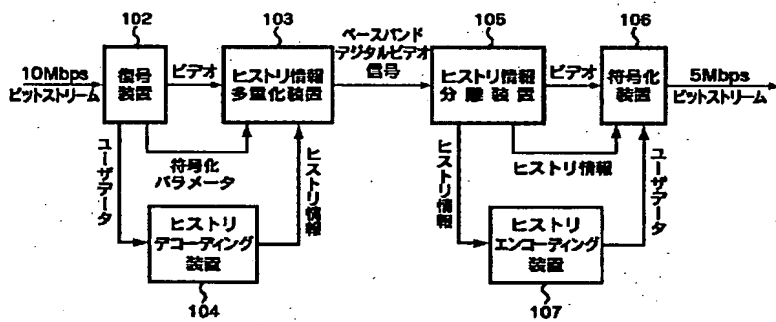 102
103
105
106
ベースバンド
デジタルビデオ
信号
10Mbps
ビットストリーム
復号
装置
ビデオ
ヒストリ情報
多重化装置
ヒストリ情報
分離装置
ビデオ
符号化
装置
5Mbps
ビットストリーム
ユーザデータ
符号化
パラメータ
ヒストリ情報
ヒストリ情報
ヒストリ情報
ユーザデータ
ヒストリ
デコーディング
装置
ヒストリ
エンコーディング
装置
104
107